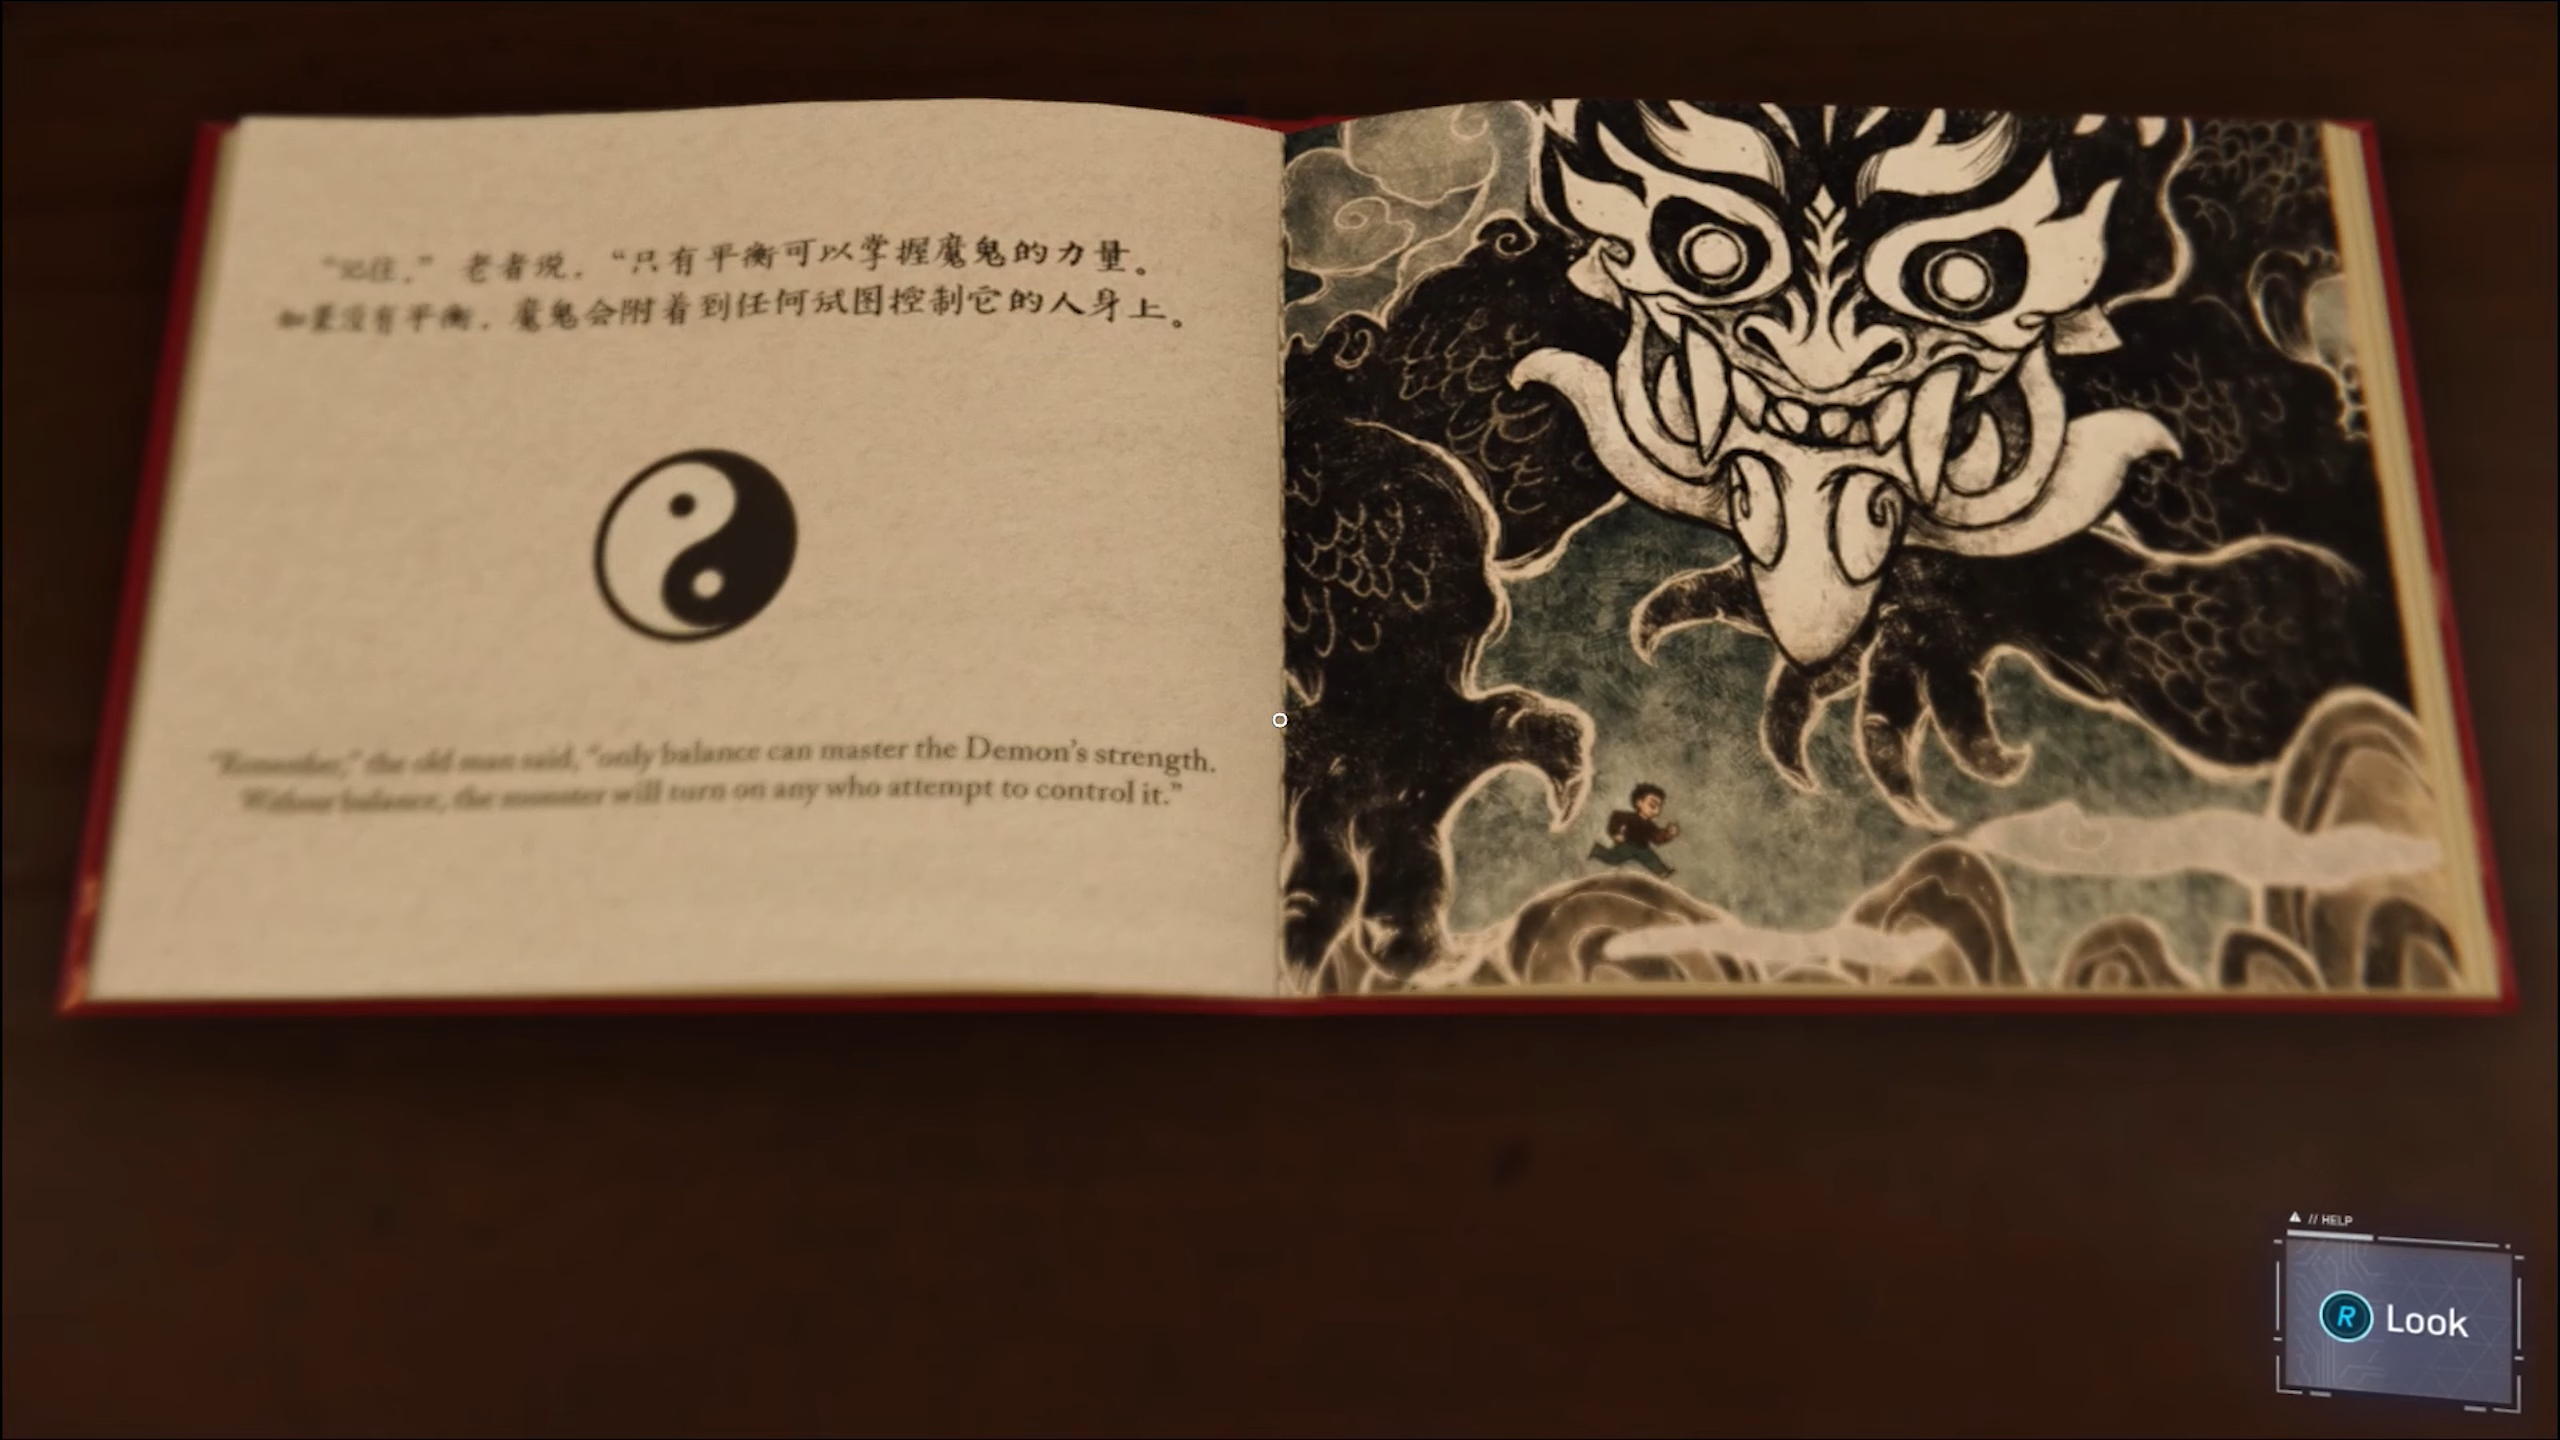 “记住，” 老者说，“只有平衡可以掌握魔鬼的力量。
如果没有平衡，魔鬼会附着到任何试图控制它的人身上。
“Remember,” the old man said, “only balance can master the Demon’s strength.
Without balance, the monster will turn on any who attempt to control it.”
// HELP
R Look